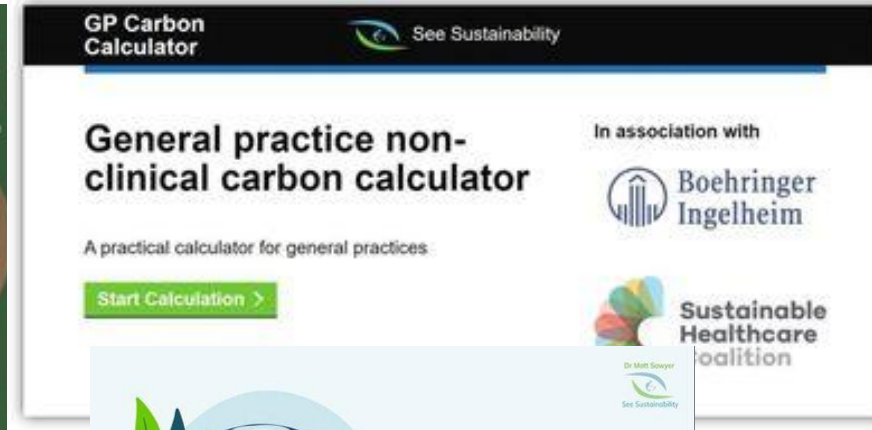 GP Carbon
Calculator
See Sustainability
General practice non-
clinical carbon calculator
A practical calculator for general practices
Start Calculation >
In association with
Boehringer
Ingelheim
Sustainable
Healthcare
Coalition
Dr Matt Sawyer
See Sustainability